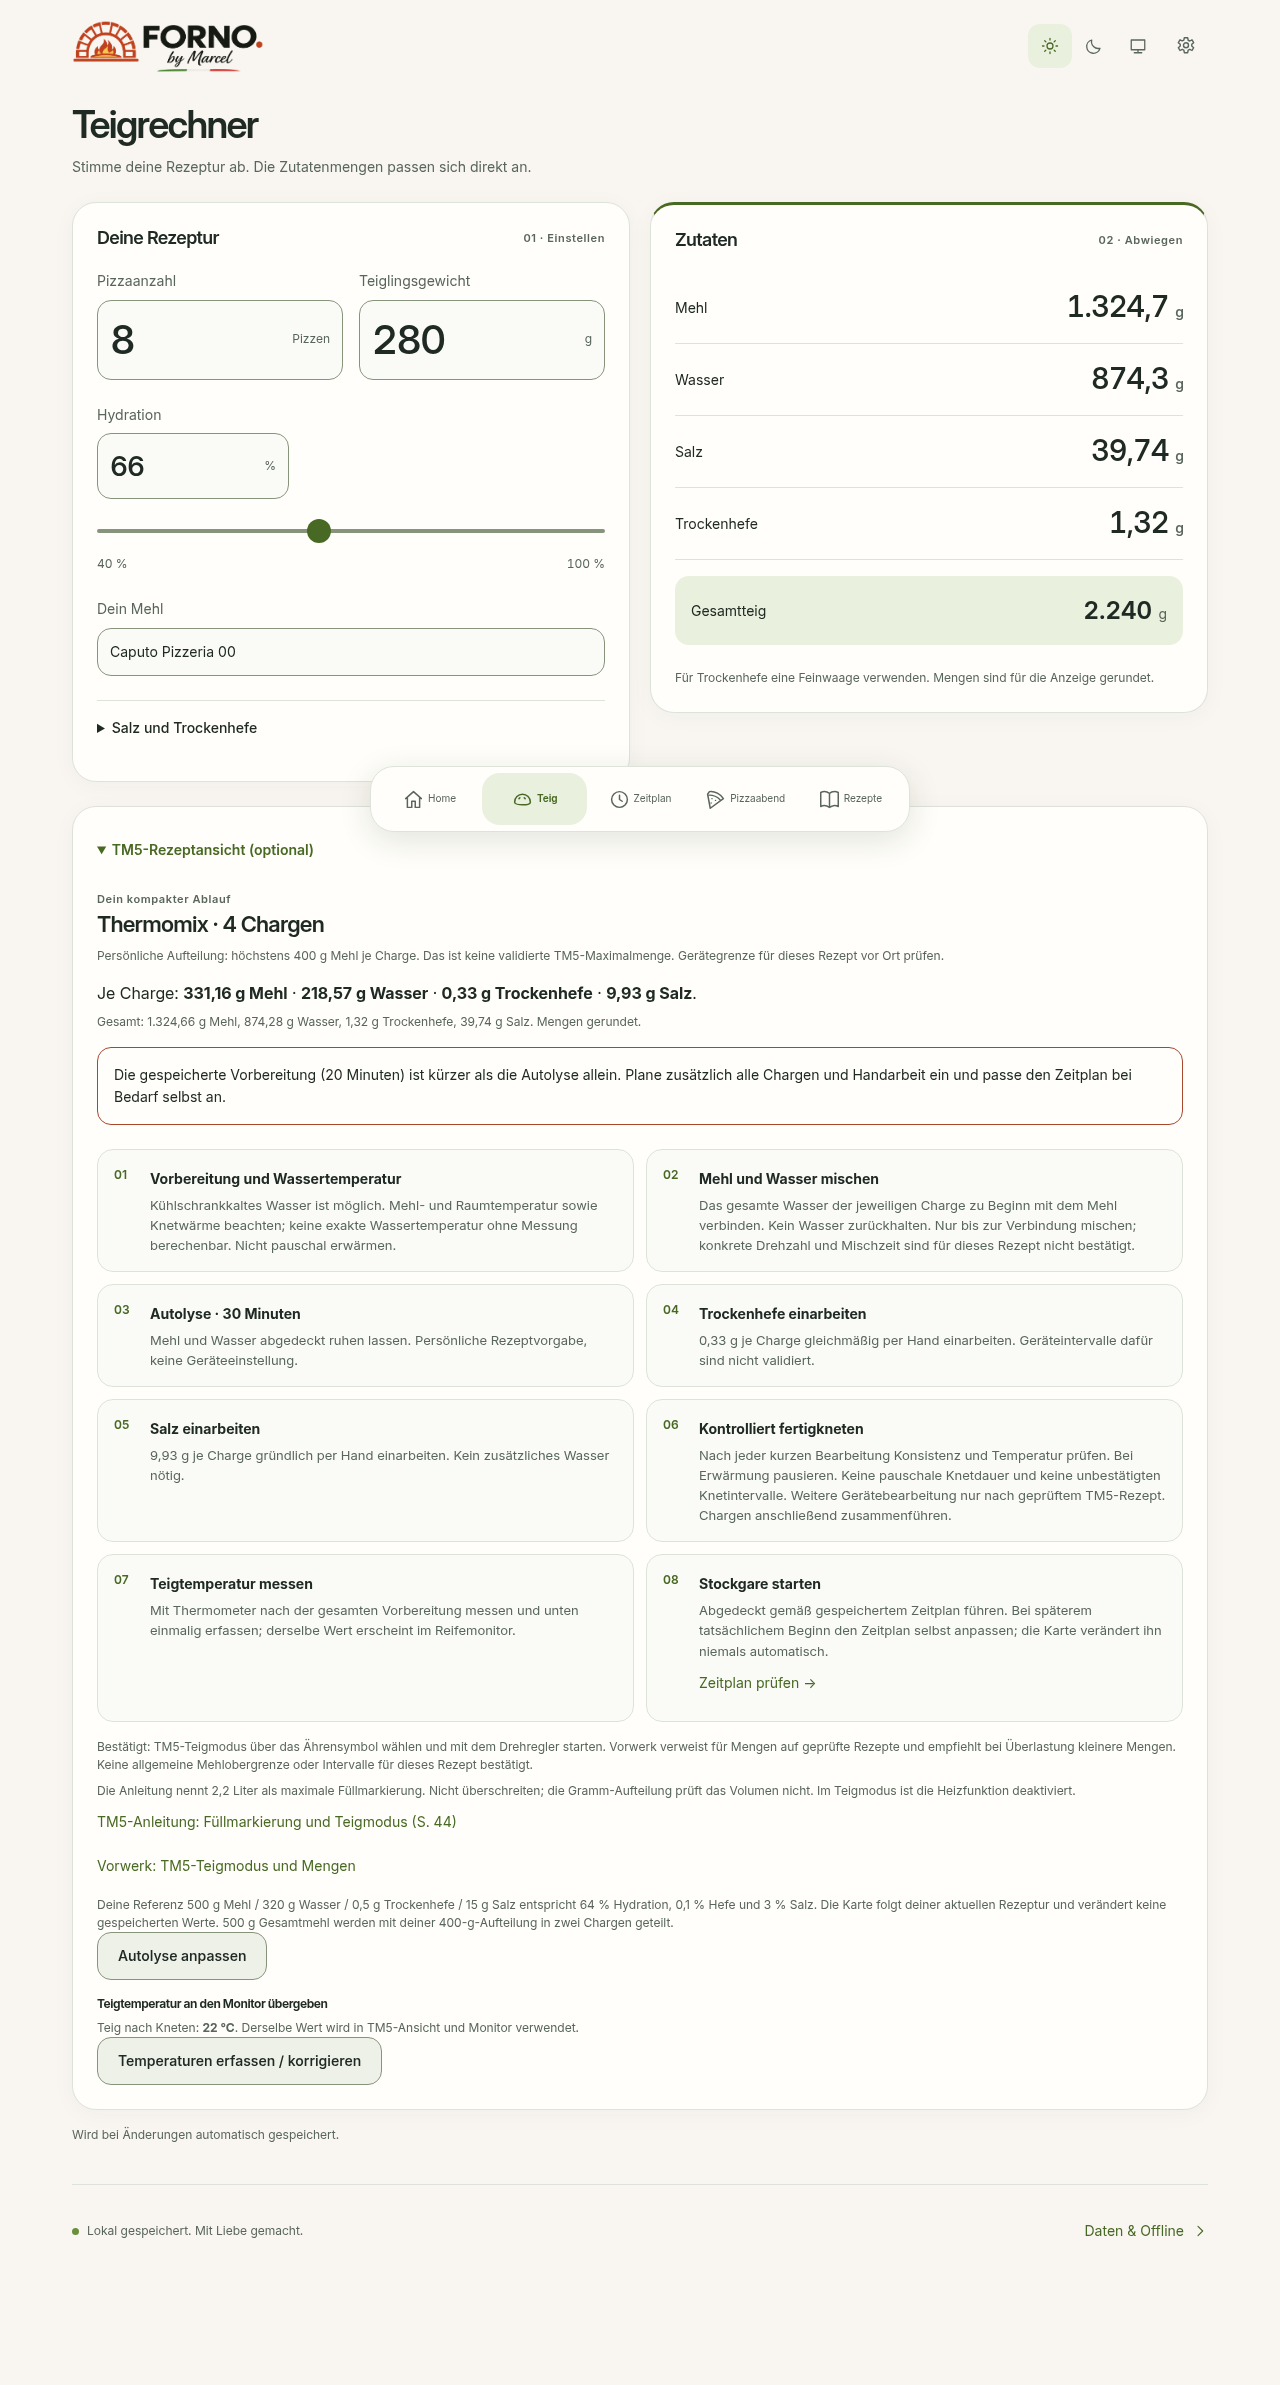 FORNO.
by Marcel
Teigrechner
Stimme deine Rezeptur ab. Die Zutatenmengen passen sich direkt an.
Deine Rezeptur
01 · Einstellen
Pizzaanzahl
Teiglingsgewicht
8 Pizzen
280 g
Hydration
66 %
40 %
100 %
Dein Mehl
Caputo Pizzeria 00
Salz und Trockenhefe
Zutaten
02 · Abwiegen
Mehl 1.324,7 g
Wasser 874,3 g
Salz 39,74 g
Trockenhefe 1,32 g
Gesamtteig 2.240 g
Für Trockenhefe eine Feinwaage verwenden. Mengen sind für die Anzeige gerundet.
Home
Teig
Zeitplan
Pizzaabend
Rezepte
TM5-Rezeptansicht (optional)
Dein kompakter Ablauf
Thermomix · 4 Chargen
Persönliche Aufteilung: höchstens 400 g Mehl je Charge. Das ist keine validierte TM5-Maximalmenge. Gerätegrenze für dieses Rezept vor Ort prüfen.
Je Charge: 331,16 g Mehl · 218,57 g Wasser · 0,33 g Trockenhefe · 9,93 g Salz.
Gesamt: 1.324,66 g Mehl, 874,28 g Wasser, 1,32 g Trockenhefe, 39,74 g Salz. Mengen gerundet.
Die gespeicherte Vorbereitung (20 Minuten) ist kürzer als die Autolyse allein. Plane zusätzlich alle Chargen und Handarbeit ein und passe den Zeitplan bei
Bedarf selbst an.
01
Vorbereitung und Wassertemperatur
Kühlschrankkaltes Wasser ist möglich. Mehl- und Raumtemperatur sowie
Knetwärme beachten; keine exakte Wassertemperatur ohne Messung
berechenbar. Nicht pauschal erwärmen.
02
Mehl und Wasser mischen
Das gesamte Wasser der jeweiligen Charge zu Beginn mit dem Mehl
verbinden. Kein Wasser zurückhalten. Nur bis zur Verbindung mischen;
konkrete Drehzahl und Mischzeit sind für dieses Rezept nicht bestätigt.
03
Autolyse · 30 Minuten
Mehl und Wasser abgedeckt ruhen lassen. Persönliche Rezeptvorgabe,
keine Geräteeinstellung.
04
Trockenhefe einarbeiten
0,33 g je Charge gleichmäßig per Hand einarbeiten. Geräteintervalle dafür
sind nicht validiert.
05
Salz einarbeiten
9,93 g je Charge gründlich per Hand einarbeiten. Kein zusätzliches Wasser
nötig.
06
Kontrolliert fertigkneten
Nach jeder kurzen Bearbeitung Konsistenz und Temperatur prüfen. Bei
Erwärmung pausieren. Keine pauschale Knetdauer und keine unbestätigten
Knetintervalle. Weitere Gerätebearbeitung nur nach geprüftem TM5-Rezept.
Chargen anschließend zusammenführen.
07
Teigtemperatur messen
Mit Thermometer nach der gesamten Vorbereitung messen und unten
einmalig erfassen; derselbe Wert erscheint im Reifemonitor.
08
Stockgare starten
Abgedeckt gemäß gespeichertem Zeitplan führen. Bei späterem
tatsächlichem Beginn den Zeitplan selbst anpassen; die Karte verändert ihn
niemals automatisch.
Zeitplan prüfen →
Bestätigt: TM5-Teigmodus über das Ährensymbol wählen und mit dem Drehregler starten. Vorwerk verweist für Mengen auf geprüfte Rezepte und empfiehlt bei Überlastung kleinere Mengen.
Keine allgemeine Mehlobergrenze oder Intervalle für dieses Rezept bestätigt.
Die Anleitung nennt 2,2 Liter als maximale Füllmarkierung. Nicht überschreiten; die Gramm-Aufteilung prüft das Volumen nicht. Im Teigmodus ist die Heizfunktion deaktiviert.
TM5-Anleitung: Füllmarkierung und Teigmodus (S. 44)
Vorwerk: TM5-Teigmodus und Mengen
Deine Referenz 500 g Mehl / 320 g Wasser / 0,5 g Trockenhefe / 15 g Salz entspricht 64 % Hydration, 0,1 % Hefe und 3 % Salz. Die Karte folgt deiner aktuellen Rezeptur und verändert keine
gespeicherten Werte. 500 g Gesamtmehl werden mit deiner 400-g-Aufteilung in zwei Chargen geteilt.
Autolyse anpassen
Teigtemperatur an den Monitor übergeben
Teig nach Kneten: 22 °C. Derselbe Wert wird in TM5-Ansicht und Monitor verwendet.
Temperaturen erfassen / korrigieren
Wird bei Änderungen automatisch gespeichert.
Lokal gespeichert. Mit Liebe gemacht.
Daten & Offline